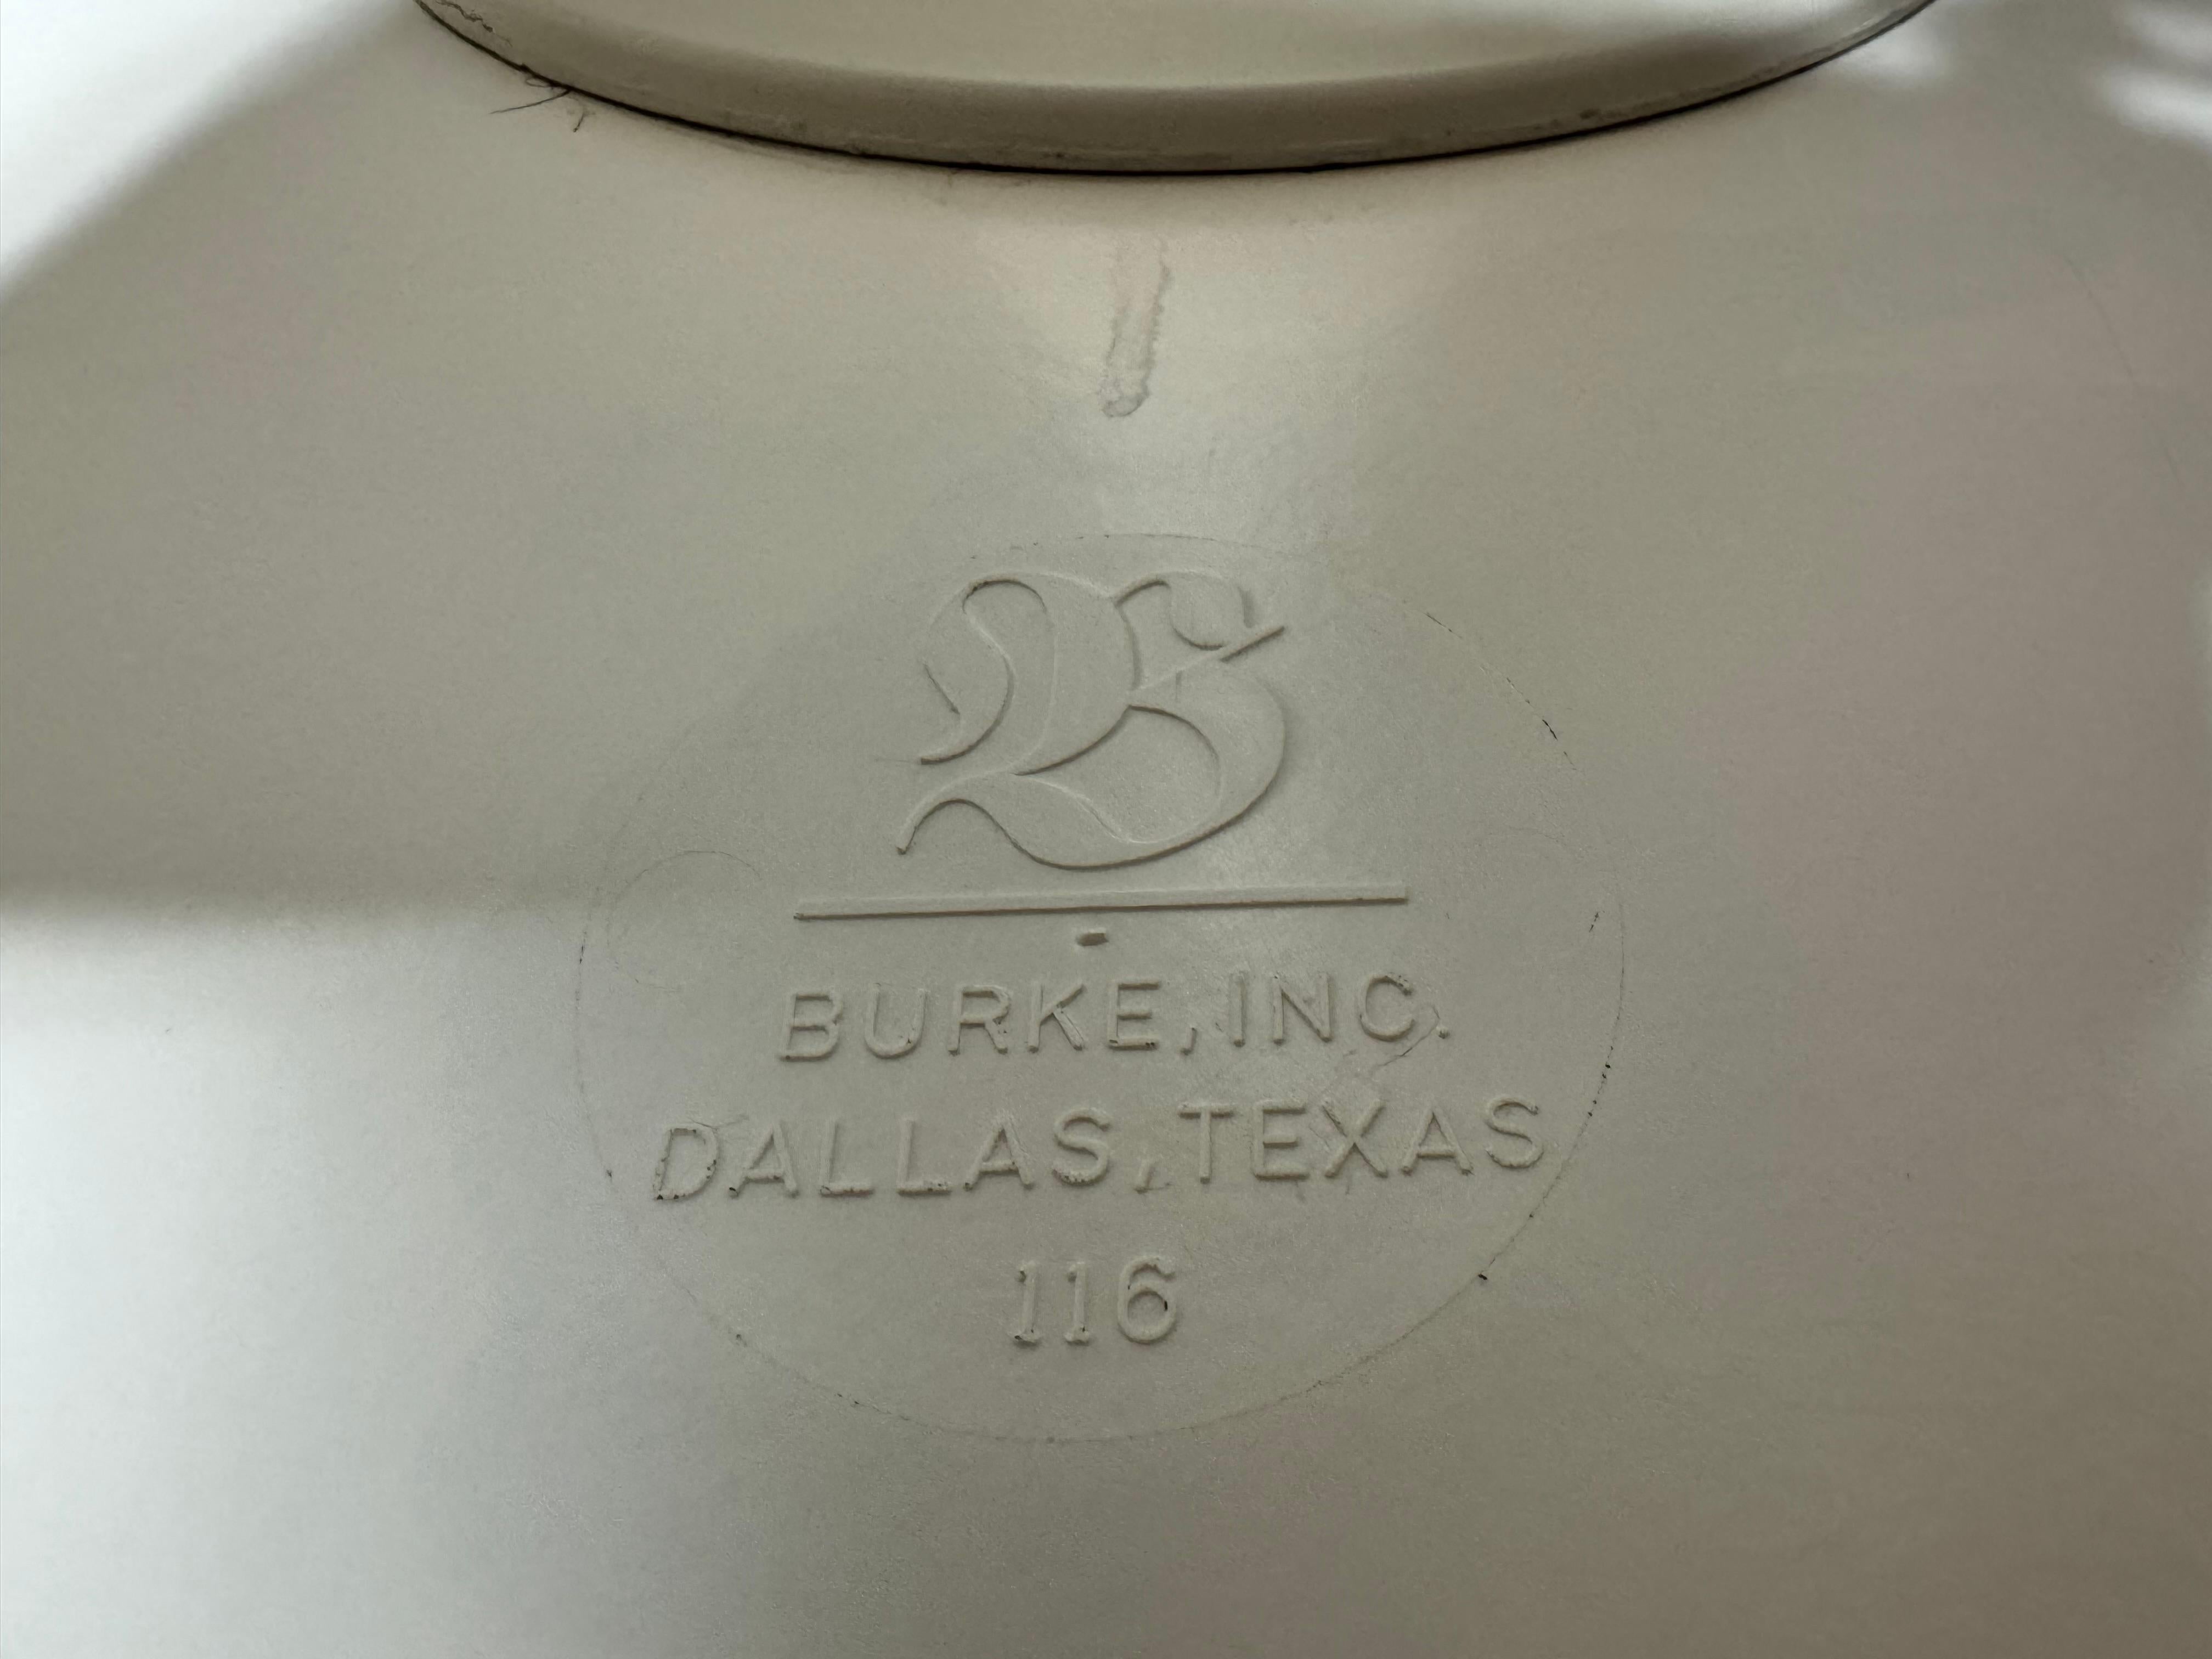 B
BURKE, INC.
DALLAS, TEXAS
116